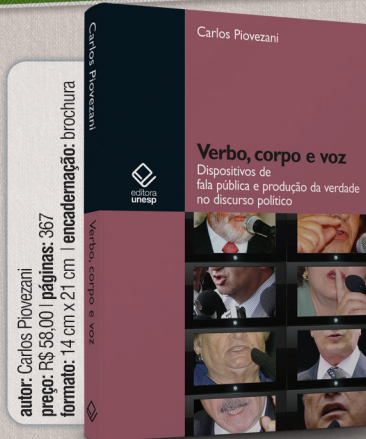 Carlos Piovezani
Verbo, corpo e voz
Dispositivos de
fala pública e produção da verdade
no discurso político
Carlos Piovezani
editora
unesp
Verbo, corpo e voz
autor: Carlos Piovezani
preço: R$ 58,00 | páginas: 367
formato: 14 cm x 21 cm | encadernação: brochura